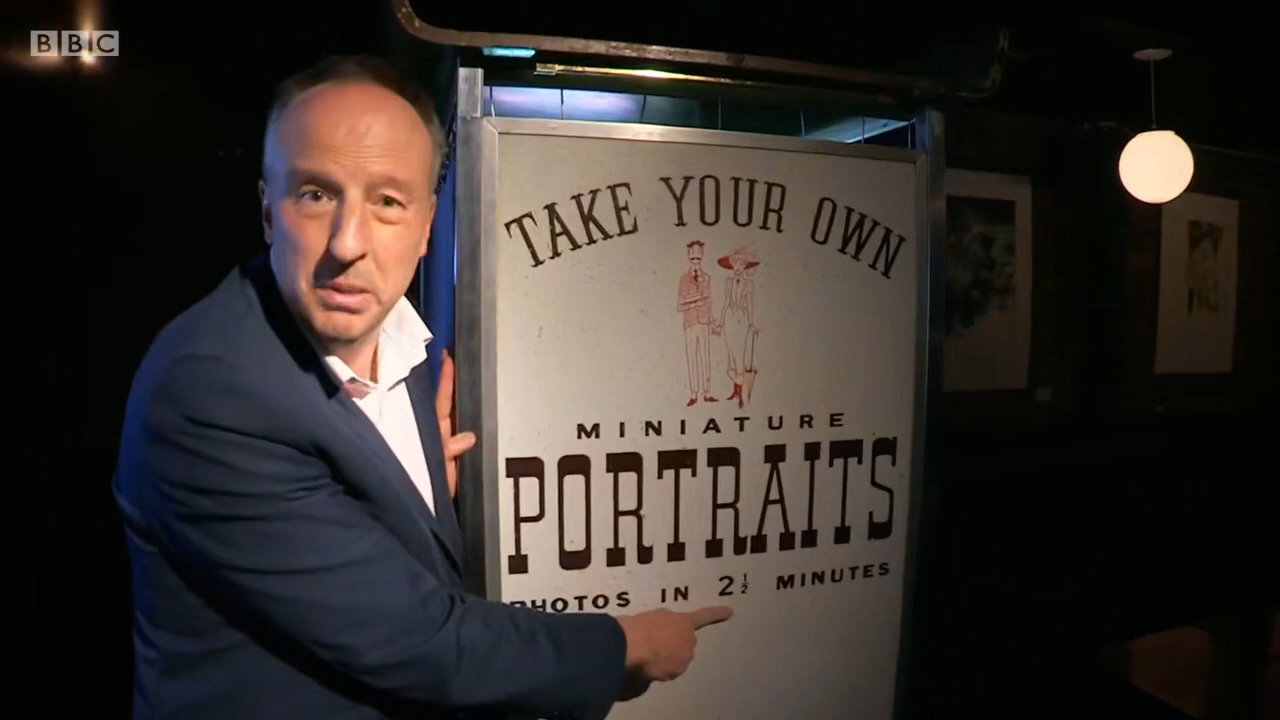 BBC
TAKE YOUR OWN
MINIATURE
PORTRAITS
PHOTOS IN 2½ MINUTES